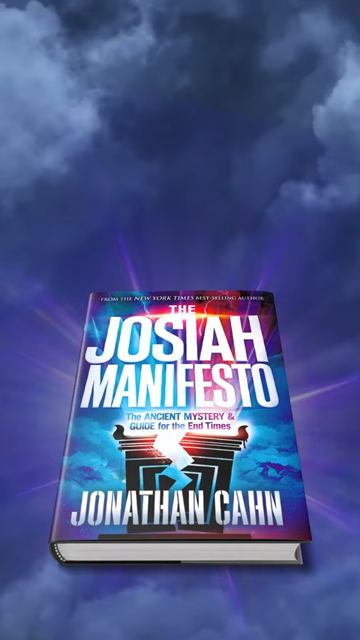 FROM THE NEW YORK TIMES BEST-SELLING AUTHOR
THE
JOSIAH
MANIFESTO
The ANCIENT MYSTERY &
GUIDE for the End Times
JONATHAN CAHN